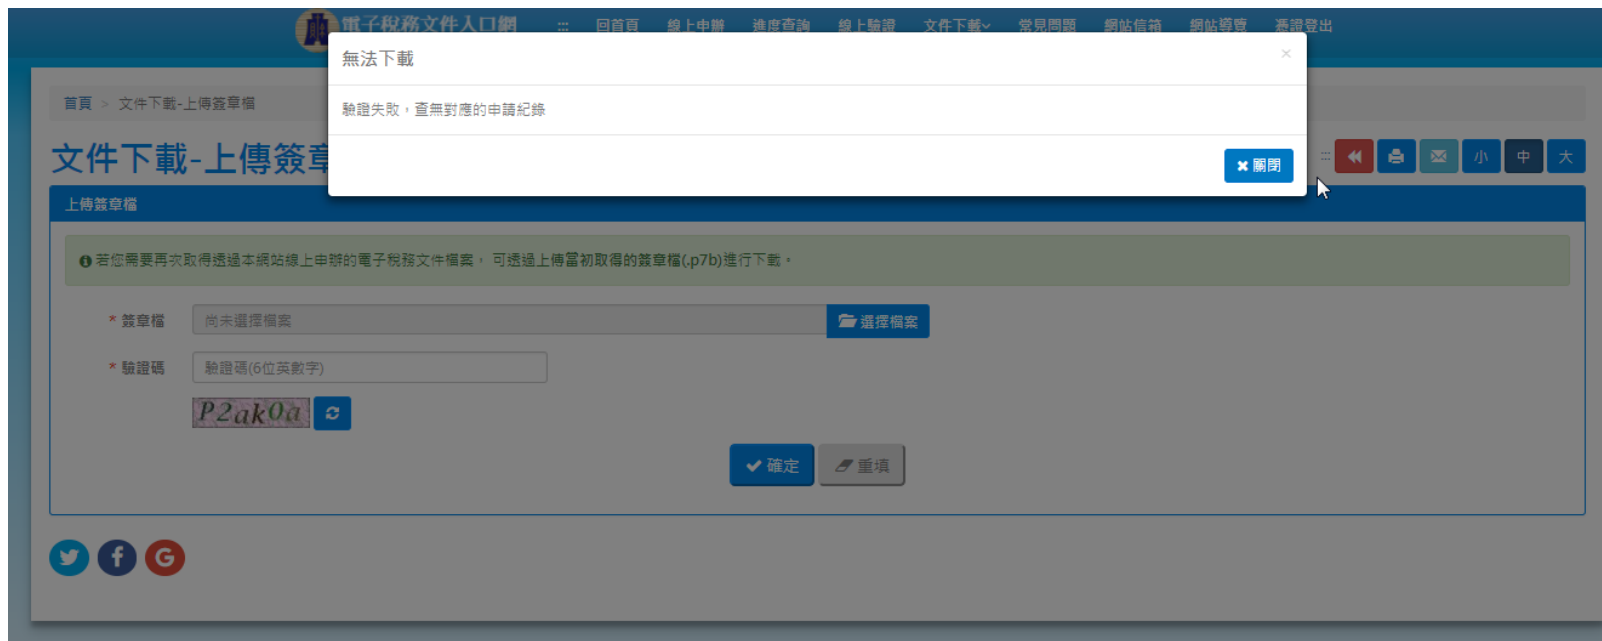 電子稅務文件入口網 ::: 回首頁 線上申辦 進度查詢 線上驗證 文件下載 常見問題 網站信箱 網站導覽 憑證登出
無法下載 ×
驗證失敗，查無對應的申請紀錄
關閉
首頁 > 文件下載-上傳簽章檔
文件下載-上傳簽章
::: 小 中 大
上傳簽章檔
若您需要再次取得透過本網站線上申辦的電子稅務文件檔案， 可透過上傳當初取得的簽章檔(.p7b)進行下載。
* 簽章檔 尚未選擇檔案 選擇檔案
* 驗證碼 驗證碼(6位英數字)
P2ak0a
確定 重填